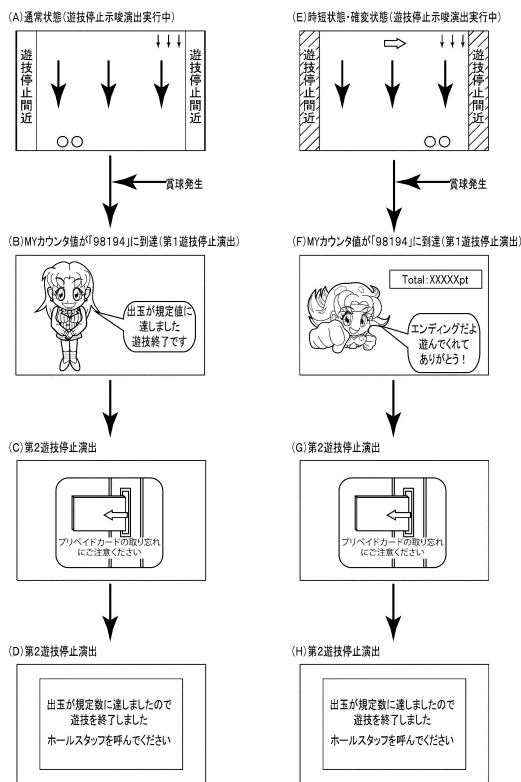 (A)通常状態(遊技停止示唆演出実行中)
遊技停止間近
遊技停止間近
賞球発生
(B)MYカウンタ値が「98194」に到達(第1遊技停止演出)
出玉が規定値に
達しました
遊技終了です
(C)第2遊技停止演出
プリペイドカードの取り忘れ
にご注意ください
(D)第2遊技停止演出
出玉が規定数に達しましたので
遊技を終了しました
ホールスタッフを呼んでください
(E)時短状態・確変状態(遊技停止示唆演出実行中)
遊技停止間近
遊技停止間近
賞球発生
(F)MYカウンタ値が「98194」に到達(第1遊技停止演出)
Total:XXXXXpt
エンディングだよ
遊んでくれて
ありがとう!
(G)第2遊技停止演出
プリペイドカードの取り忘れ
にご注意ください
(H)第2遊技停止演出
出玉が規定数に達しましたので
遊技を終了しました
ホールスタッフを呼んでください